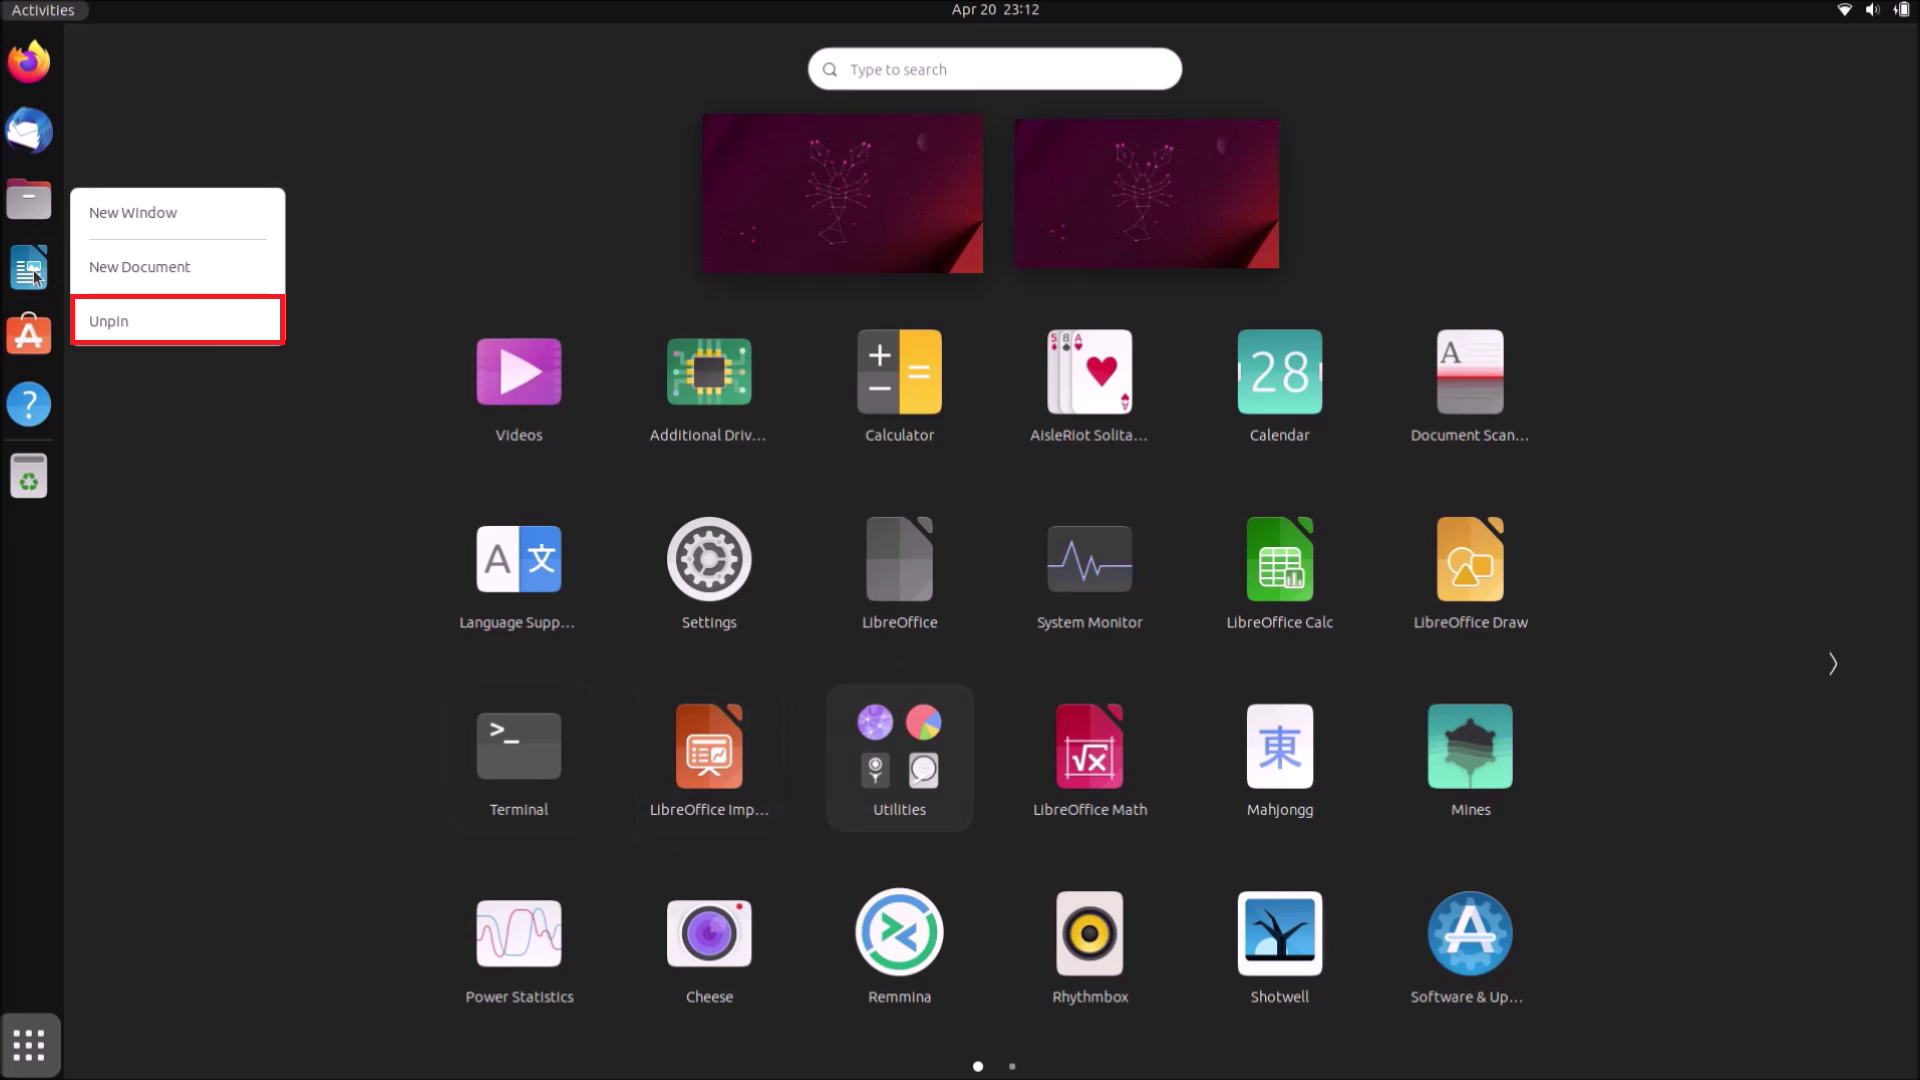 Activities
Apr 20 23:12
Type to search
New Window
New Document
Unpin
28
Videos
Additional Driv...
Calculator
AisleRiot Solita...
Calendar
Document Scan...
A 文
Language Supp...
Settings
LibreOffice
System Monitor
LibreOffice Calc
LibreOffice Draw
>_
√x
東
Terminal
LibreOffice Imp...
Utilities
LibreOffice Math
Mahjongg
Mines
Power Statistics
Cheese
Remmina
Rhythmbox
Shotwell
Software & Up...